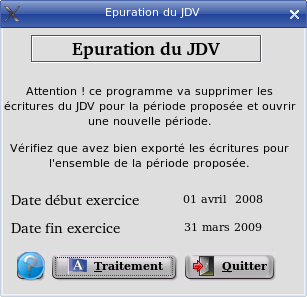 Epuration du JDV
Epuration du JDV
Attention ! ce programme va supprimer les
écritures du JDV pour la période proposée et ouvrir
une nouvelle période.
Vérifiez que avez bien exporté les écritures pour
l'ensemble de la période proposée.
Date début exercice 01 avril 2008
Date fin exercice 31 mars 2009
? A Traitement Quitter